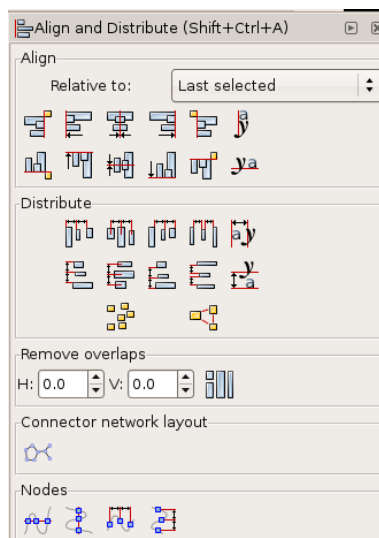 Align and Distribute (Shift+Ctrl+A)
Align
Relative to: Last selected
a
y
ya
Distribute
a y
y
a
Remove overlaps
H: 0.0 V: 0.0
Connector network layout
Nodes